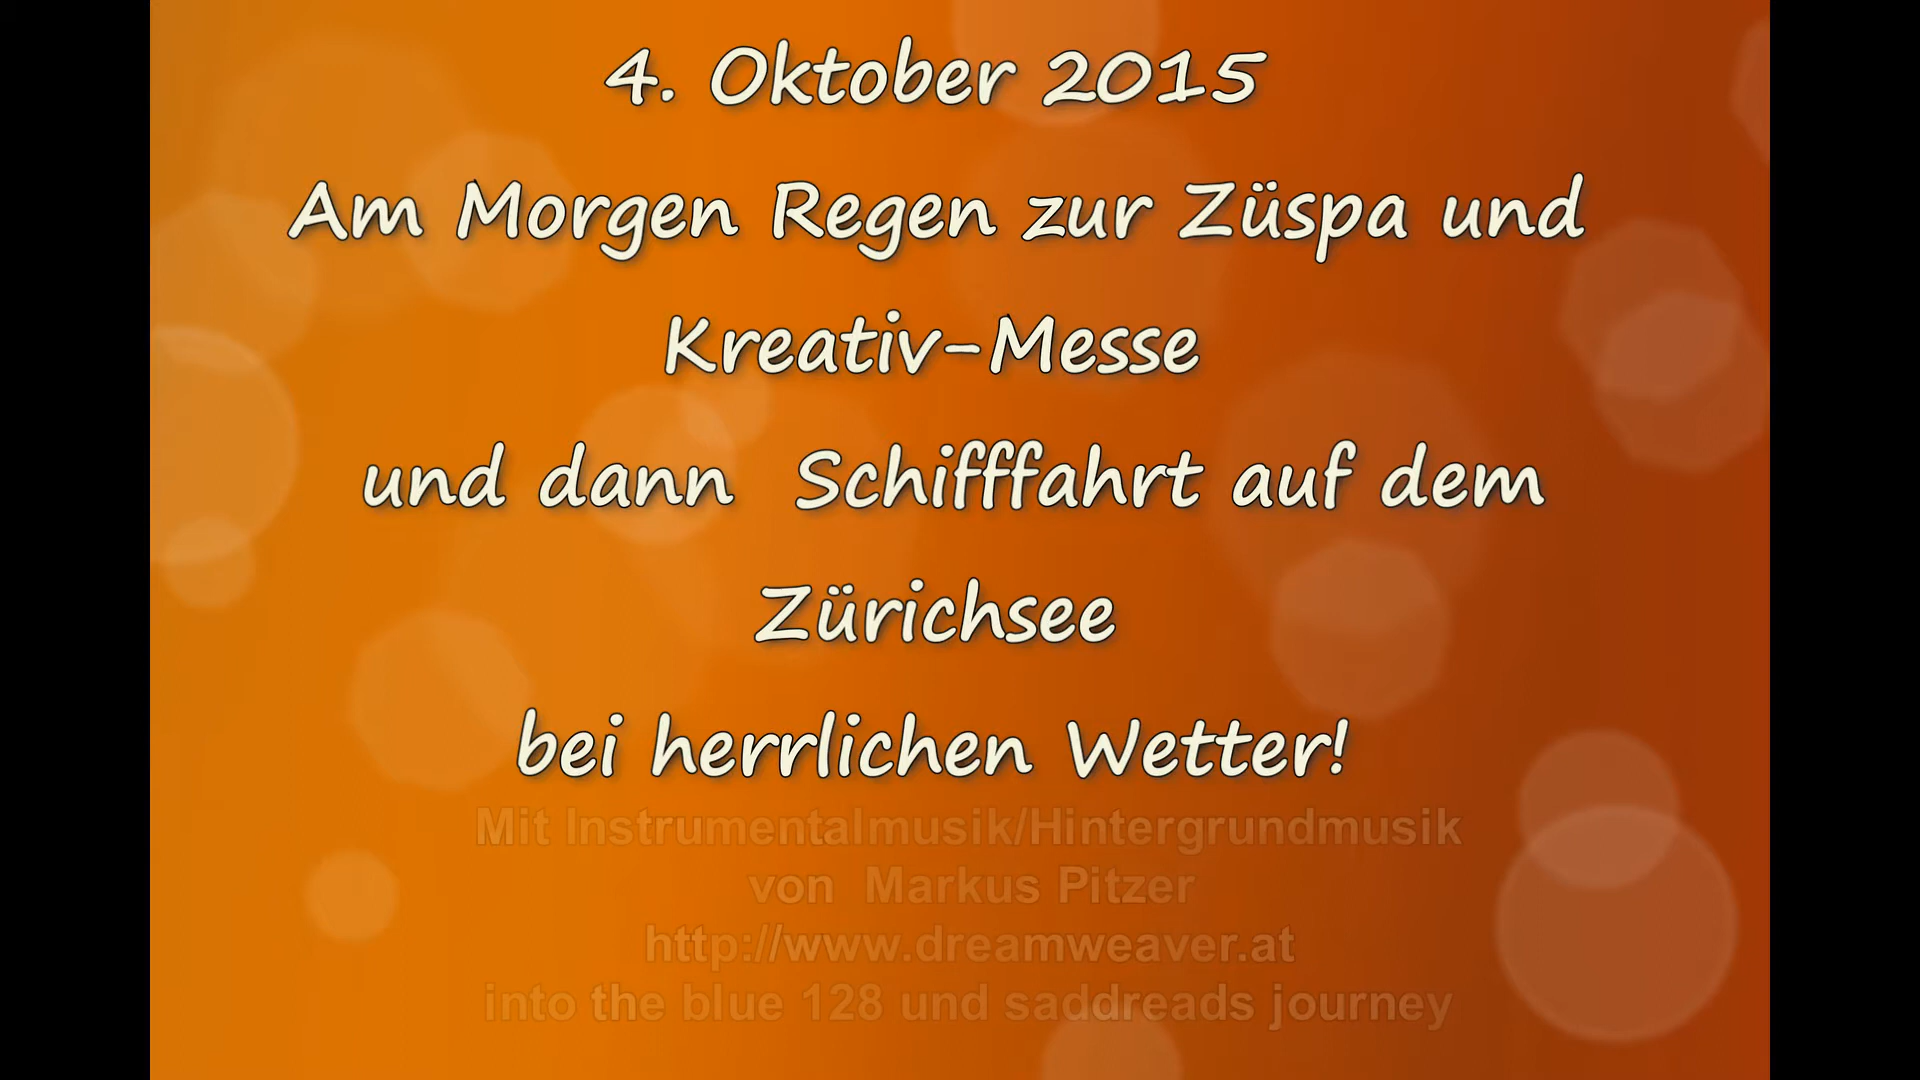 4. Oktober 2015
Am Morgen Regen zur Züspa und
Kreativ-Messe
und dann Schifffahrt auf dem
Zürichsee
bei herrlichen Wetter!
Mit Instrumentalmusik/Hintergrundmusik
von Markus Pitzer
http://www.dreamweaver.at
into the blue 128 und saddreads journey